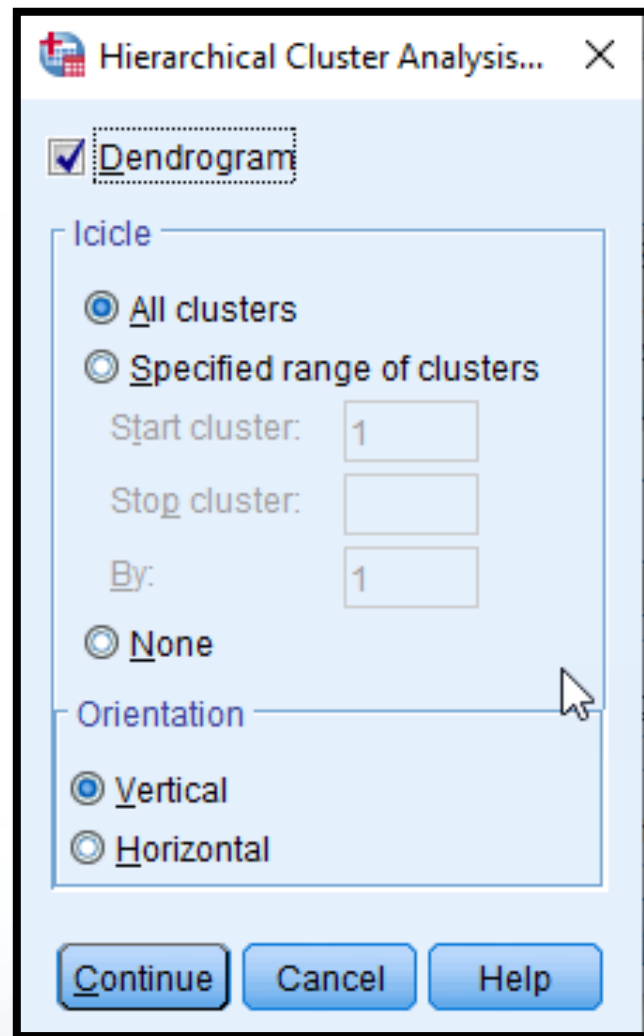 Hierarchical Cluster Analysis...
Dendrogram
Icicle
All clusters
Specified range of clusters
Start cluster: 1
Stop cluster:
By: 1
None
Orientation
Vertical
Horizontal
Continue Cancel Help